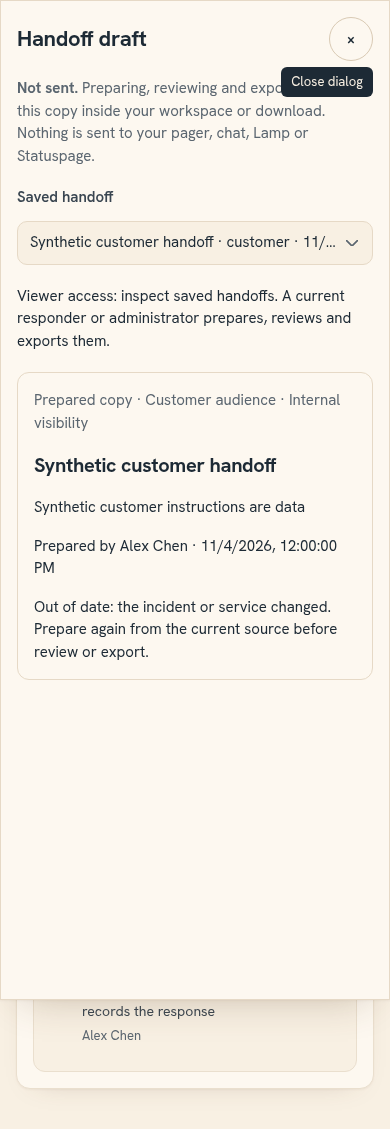 Handoff draft
×
Close dialog
Not sent. Preparing, reviewing and expo
this copy inside your workspace or download.
Nothing is sent to your pager, chat, Lamp or
Statuspage.
Saved handoff
Synthetic customer handoff · customer · 11/...
Viewer access: inspect saved handoffs. A current
responder or administrator prepares, reviews and
exports them.
Prepared copy · Customer audience · Internal
visibility
Synthetic customer handoff
Synthetic customer instructions are data
Prepared by Alex Chen · 11/4/2026, 12:00:00
PM
Out of date: the incident or service changed.
Prepare again from the current source before
review or export.
records the response
Alex Chen